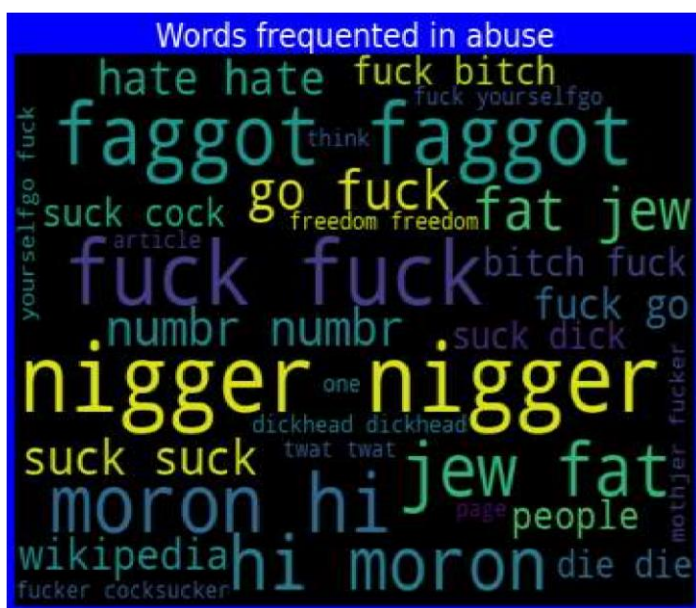 Words frequented in abuse
hate hate
fuck bitch
fuck yourselfgo
faggot faggot
think
yourselfgo fuck
suck cock
go fuck
freedom freedom
fat jew
article
fuck fuck
bitch fuck
fuck go
numbr numbr
suck dick
nigger nigger
one
dickhead dickhead
mothjer fucker
suck suck
twat twat
jew fat
moron hi
page
people
wikipedia
hi moron
die die
fucker cocksucker